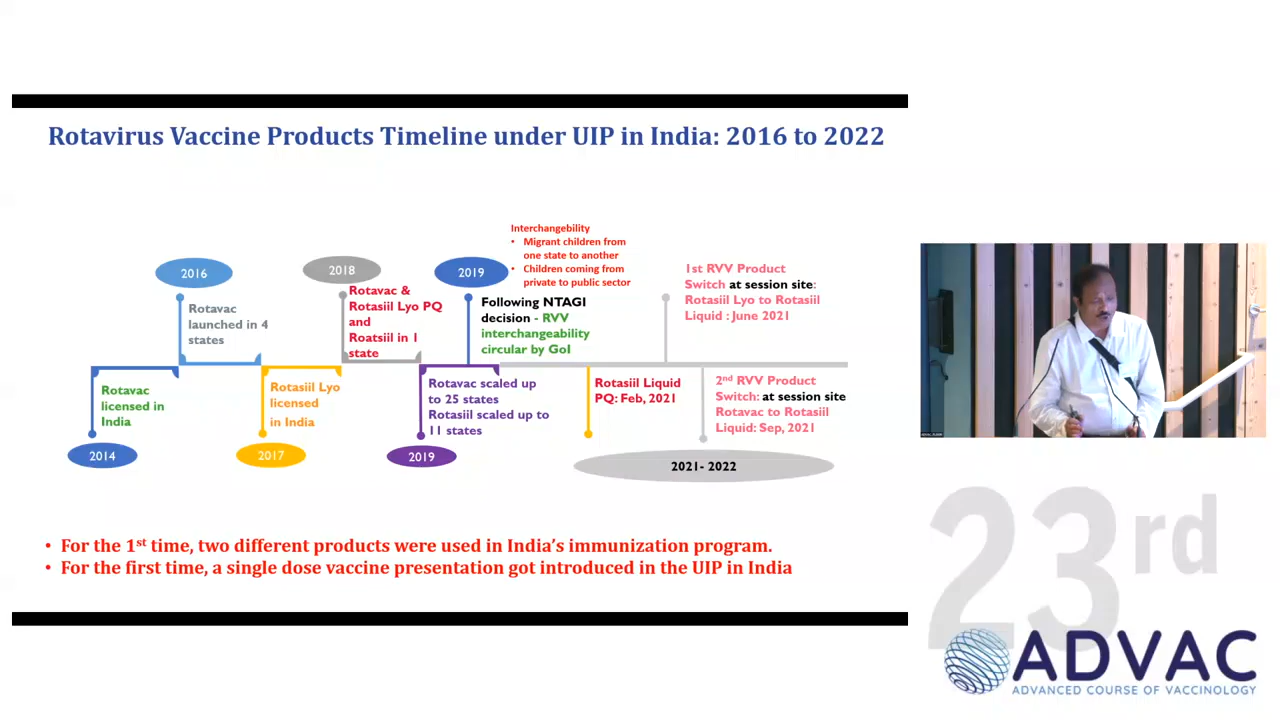 Rotavirus Vaccine Products Timeline under UIP in India: 2016 to 2022
Interchangebility
• Migrant children from
one state to another
• Children coming from
private to public sector
2016
2018
2019
1st RVV Product
Switch at session site:
Rotasiil Lyo to Rotasiil
Liquid : June 2021
Rotavac
launched in 4
states
Rotavac &
Rotasiil Lyo PQ
and
Roatsiil in 1
state
Following NTAGI
decision - RVV
interchangeability
circular by GoI
Rotavac
licensed in
India
Rotasiil Lyo
licensed
in India
Rotavac scaled up
to 25 states
Rotasiil scaled up to
11 states
Rotasiil Liquid
PQ: Feb, 2021
2nd RVV Product
Switch: at session site
Rotavac to Rotasiil
Liquid: Sep, 2021
2014
2017
2019
2021- 2022
• For the 1st time, two different products were used in India's immunization program.
• For the first time, a single dose vaccine presentation got introduced in the UIP in India
23rd
ADVAC
ADVANCED COURSE OF VACCINOLOGY